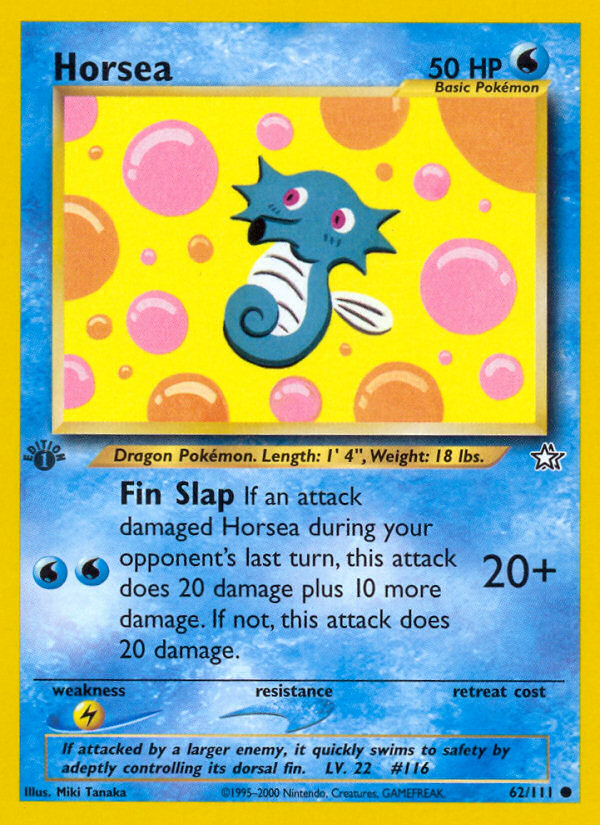 Horsea
50 HP
Basic Pokémon
EDITION
1
Dragon Pokémon. Length: 1' 4", Weight: 18 lbs.
Fin Slap If an attack
damaged Horsea during your
opponent's last turn, this attack
does 20 damage plus 10 more
damage. If not, this attack does
20 damage.
20+
weakness resistance retreat cost
If attacked by a larger enemy, it quickly swims to safety by
adeptly controlling its dorsal fin. LV. 22 #116
Illus. Miki Tanaka ©1995–2000 Nintendo, Creatures, GAMEFREAK. 62/111